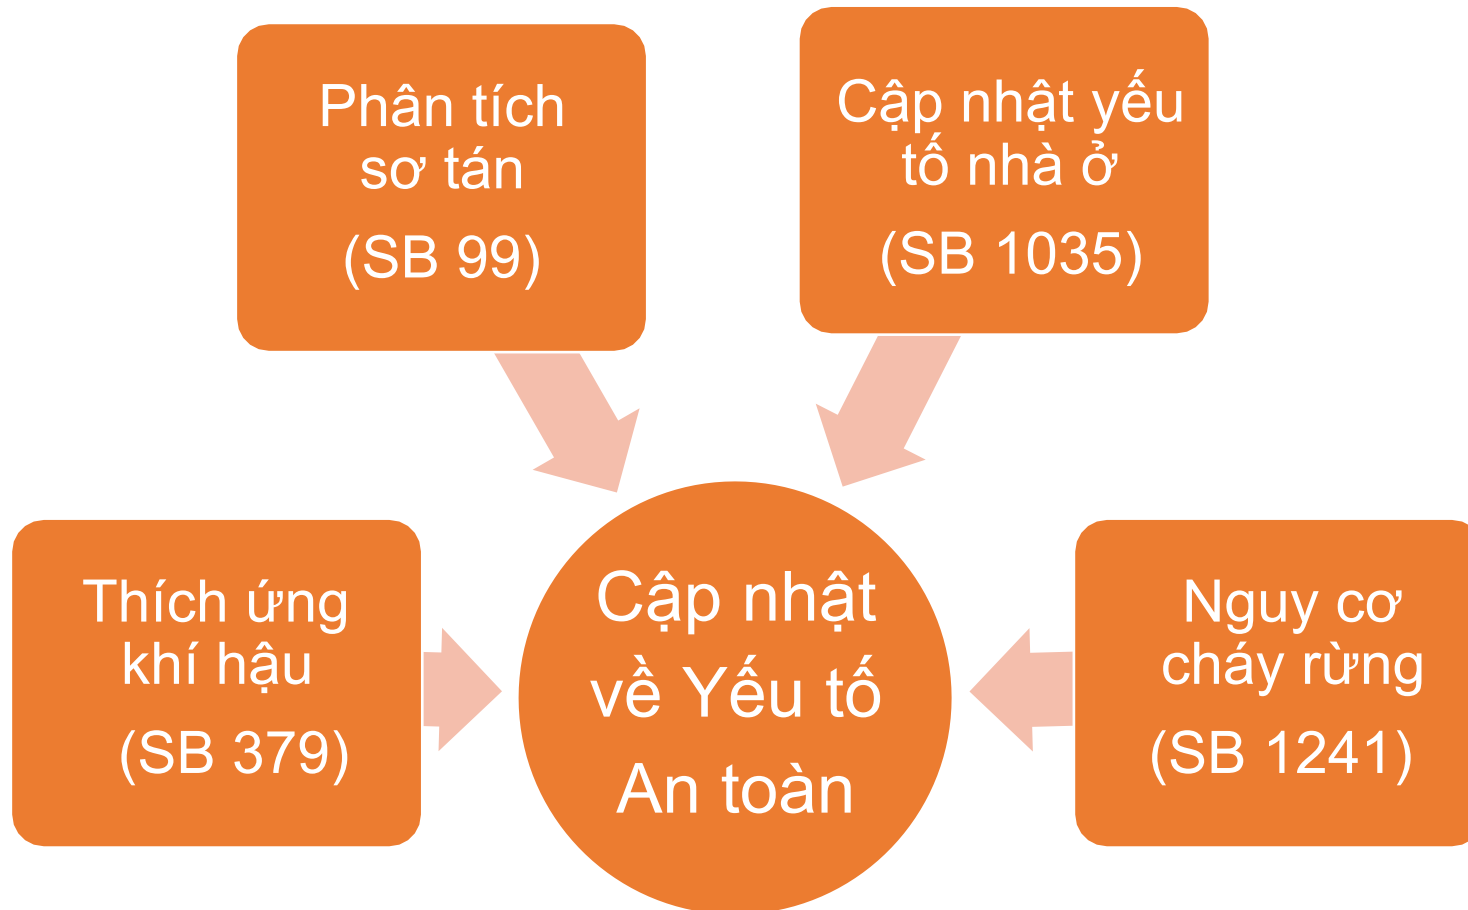 Phân tích
sơ tán
(SB 99)
Cập nhật yếu
tố nhà ở
(SB 1035)
Thích ứng
khí hậu
(SB 379)
Cập nhật
về Yếu tố
An toàn
Nguy cơ
cháy rừng
(SB 1241)